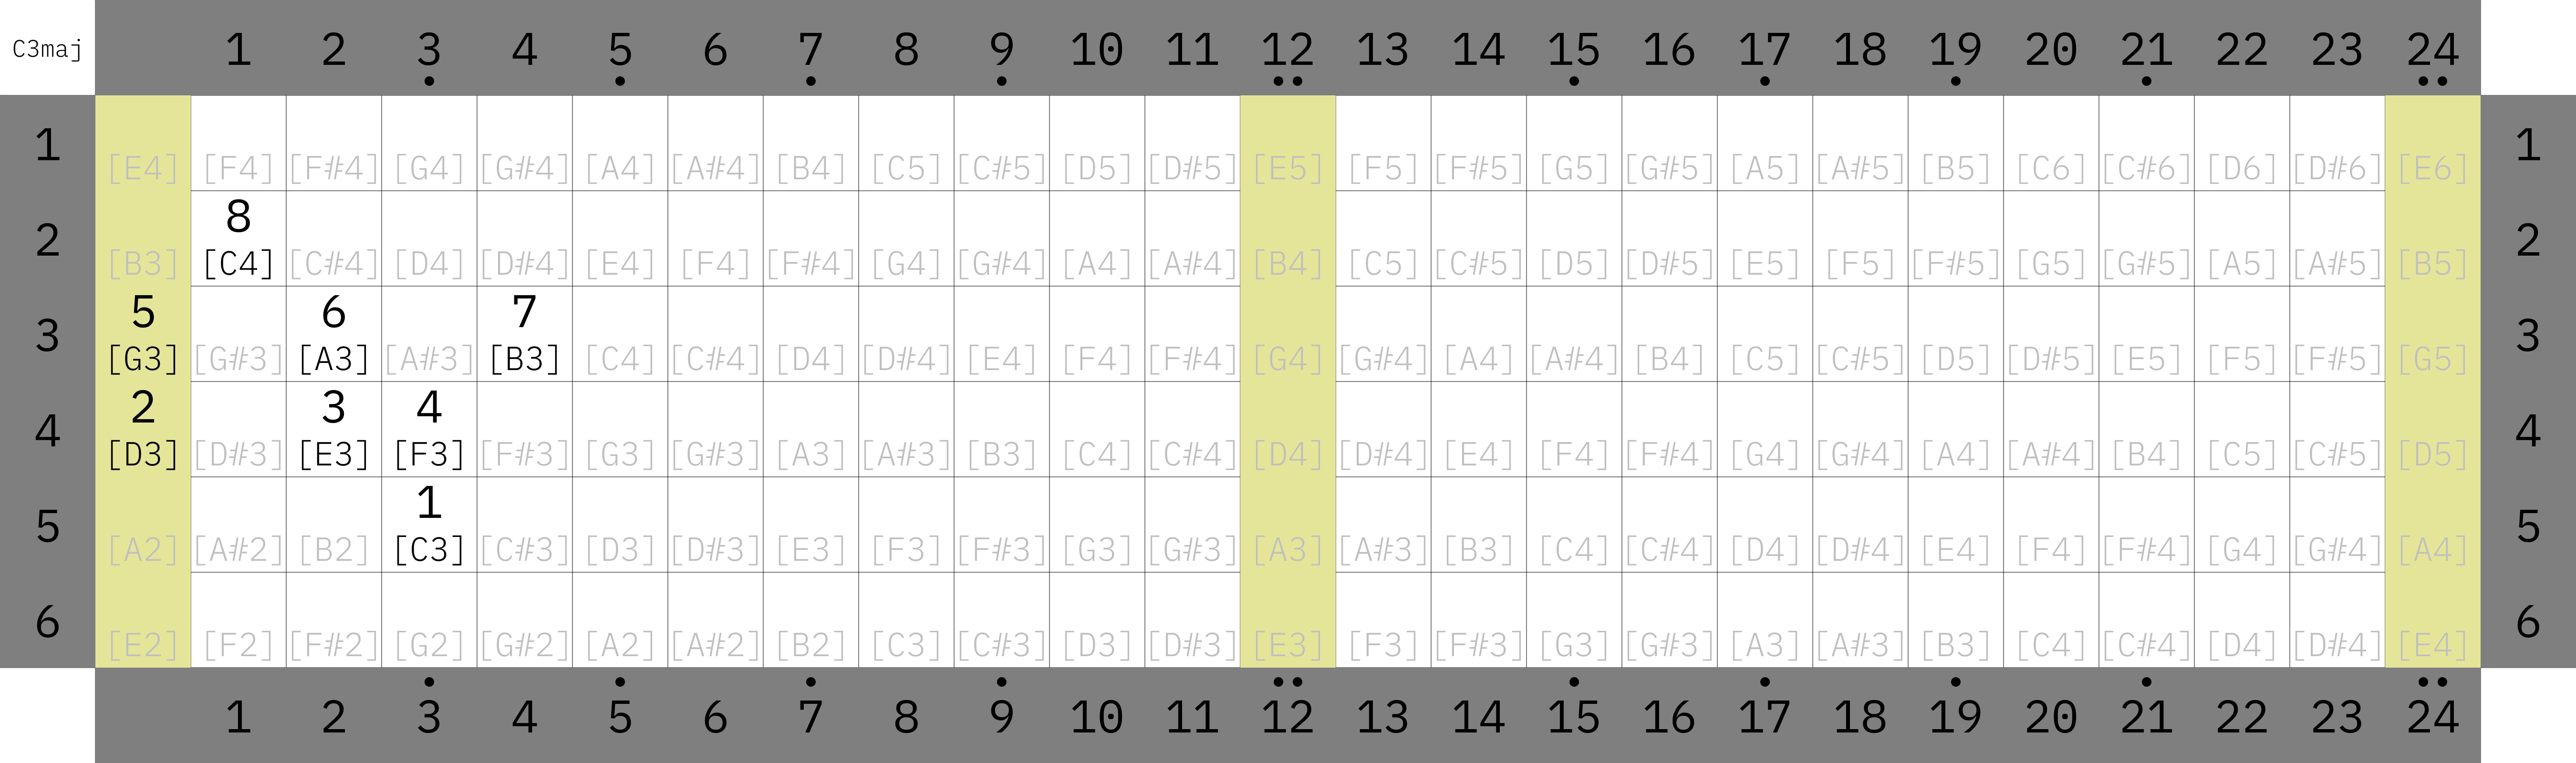 C3maj 1 2 3 4 5 6 7 8 9 10 11 12 13 14 15 16 17 18 19 20 21 22 23 24
1 [E4] [F4] [F#4] [G4] [G#4] [A4] [A#4] [B4] [C5] [C#5] [D5] [D#5] [E5] [F5] [F#5] [G5] [G#5] [A5] [A#5] [B5] [C6] [C#6] [D6] [D#6] [E6] 1
8
2 [B3] [C4] [C#4] [D4] [D#4] [E4] [F4] [F#4] [G4] [G#4] [A4] [A#4] [B4] [C5] [C#5] [D5] [D#5] [E5] [F5] [F#5] [G5] [G#5] [A5] [A#5] [B5] 2
5 6 7
3 [G3] [G#3] [A3] [A#3] [B3] [C4] [C#4] [D4] [D#4] [E4] [F4] [F#4] [G4] [G#4] [A4] [A#4] [B4] [C5] [C#5] [D5] [D#5] [E5] [F5] [F#5] [G5] 3
2 3 4
4 [D3] [D#3] [E3] [F3] [F#3] [G3] [G#3] [A3] [A#3] [B3] [C4] [C#4] [D4] [D#4] [E4] [F4] [F#4] [G4] [G#4] [A4] [A#4] [B4] [C5] [C#5] [D5] 4
1
5 [A2] [A#2] [B2] [C3] [C#3] [D3] [D#3] [E3] [F3] [F#3] [G3] [G#3] [A3] [A#3] [B3] [C4] [C#4] [D4] [D#4] [E4] [F4] [F#4] [G4] [G#4] [A4] 5
6 [E2] [F2] [F#2] [G2] [G#2] [A2] [A#2] [B2] [C3] [C#3] [D3] [D#3] [E3] [F3] [F#3] [G3] [G#3] [A3] [A#3] [B3] [C4] [C#4] [D4] [D#4] [E4] 6
1 2 3 4 5 6 7 8 9 10 11 12 13 14 15 16 17 18 19 20 21 22 23 24